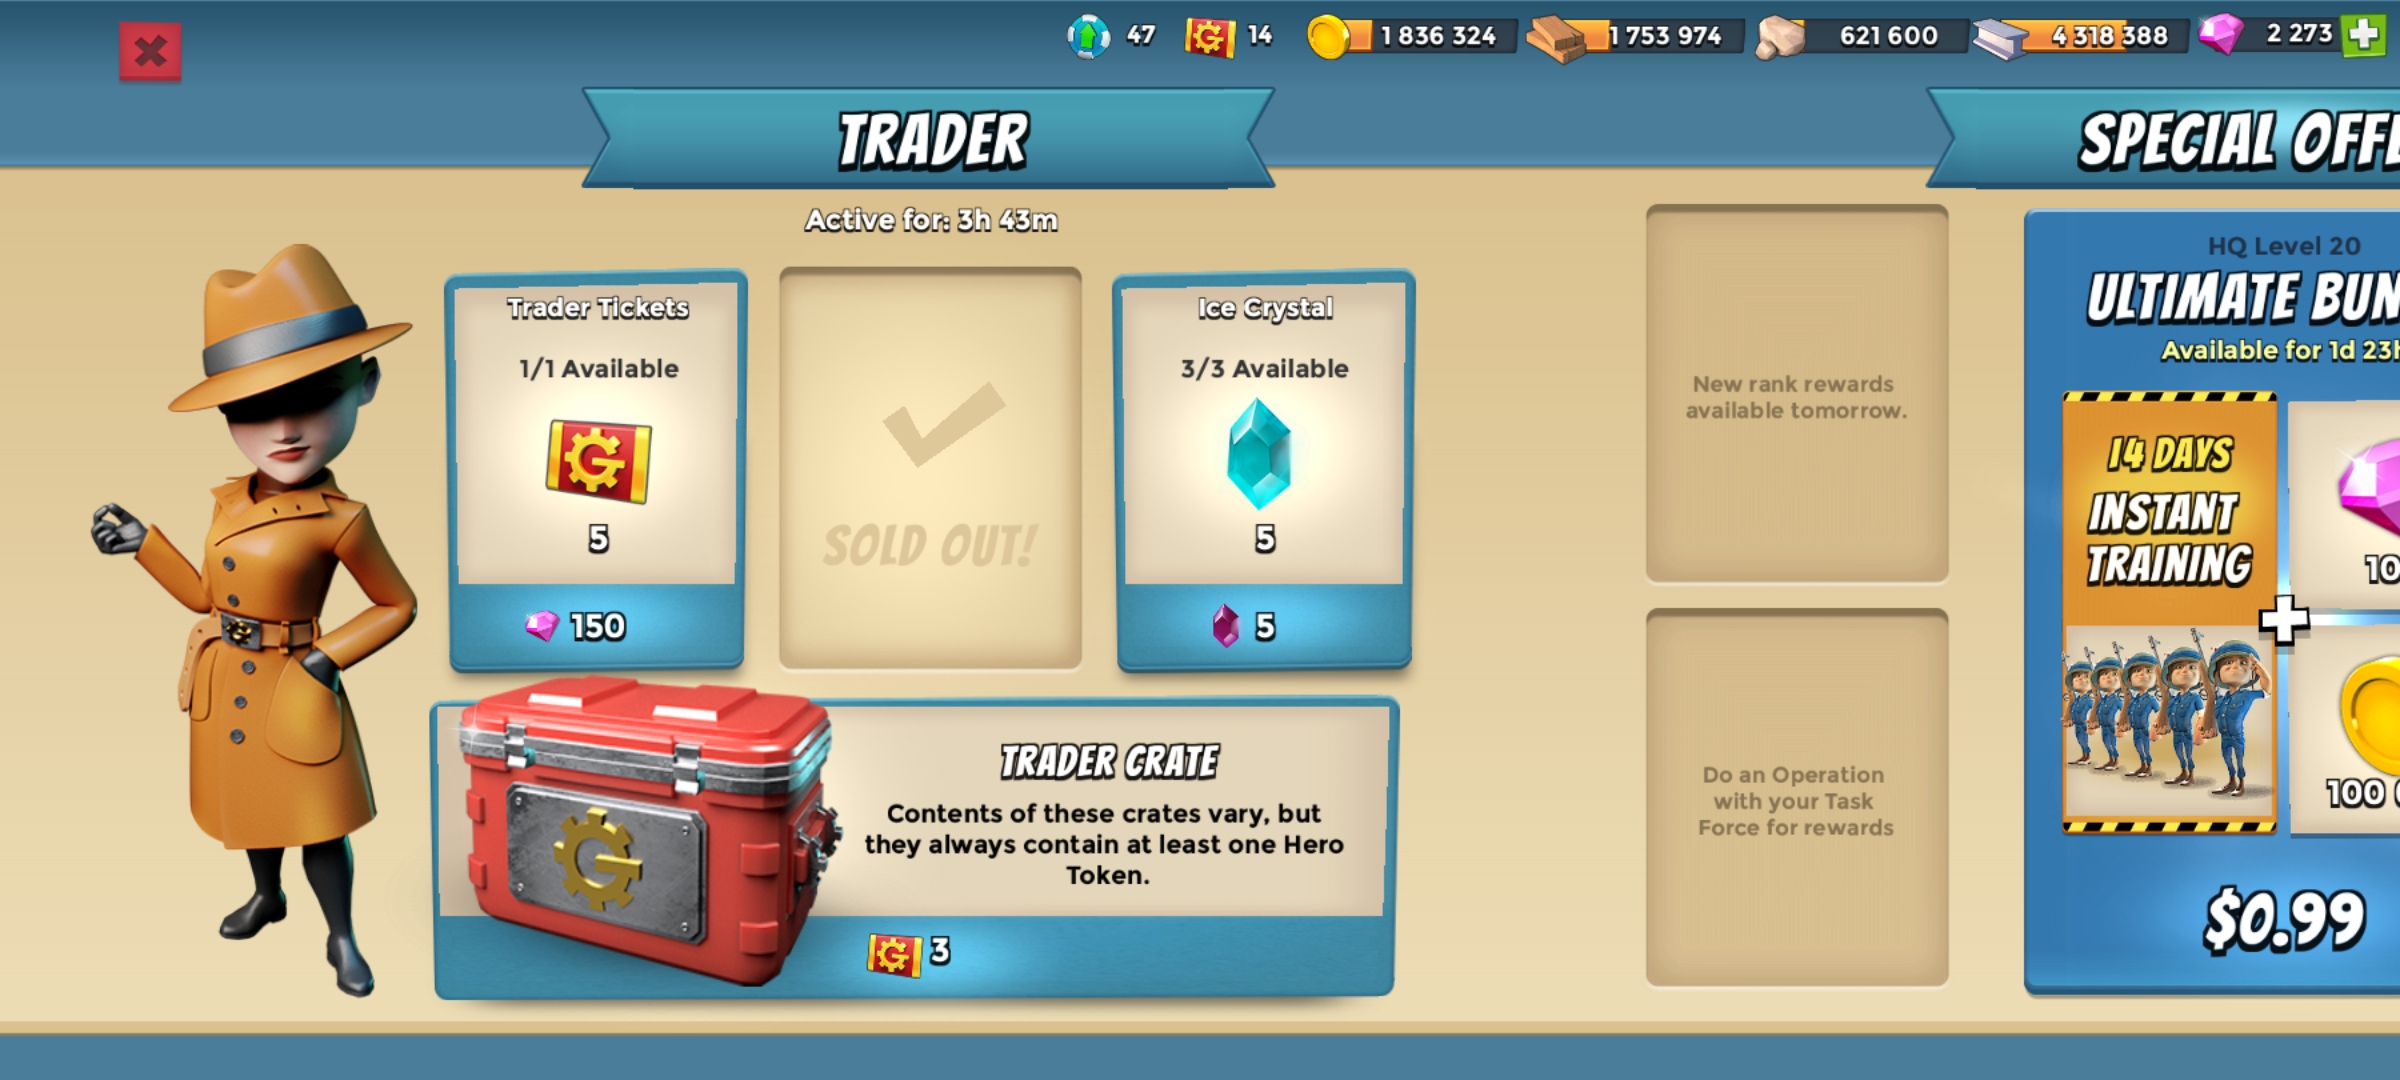 47
14
1 836 324
1 753 974
621 600
4 318 388
2 273
TRADER
Active for: 3h 43m
Trader Tickets
1/1 Available
5
150
SOLD OUT!
Ice Crystal
3/3 Available
5
5
TRADER CRATE
Contents of these crates vary, but
they always contain at least one Hero
Token.
3
New rank rewards
available tomorrow.
Do an Operation
with your Task
Force for rewards
SPECIAL OFF
HQ Level 20
ULTIMATE BUN
Available for 1d 23h
14 DAYS
INSTANT
TRAINING
10
100
$0.99